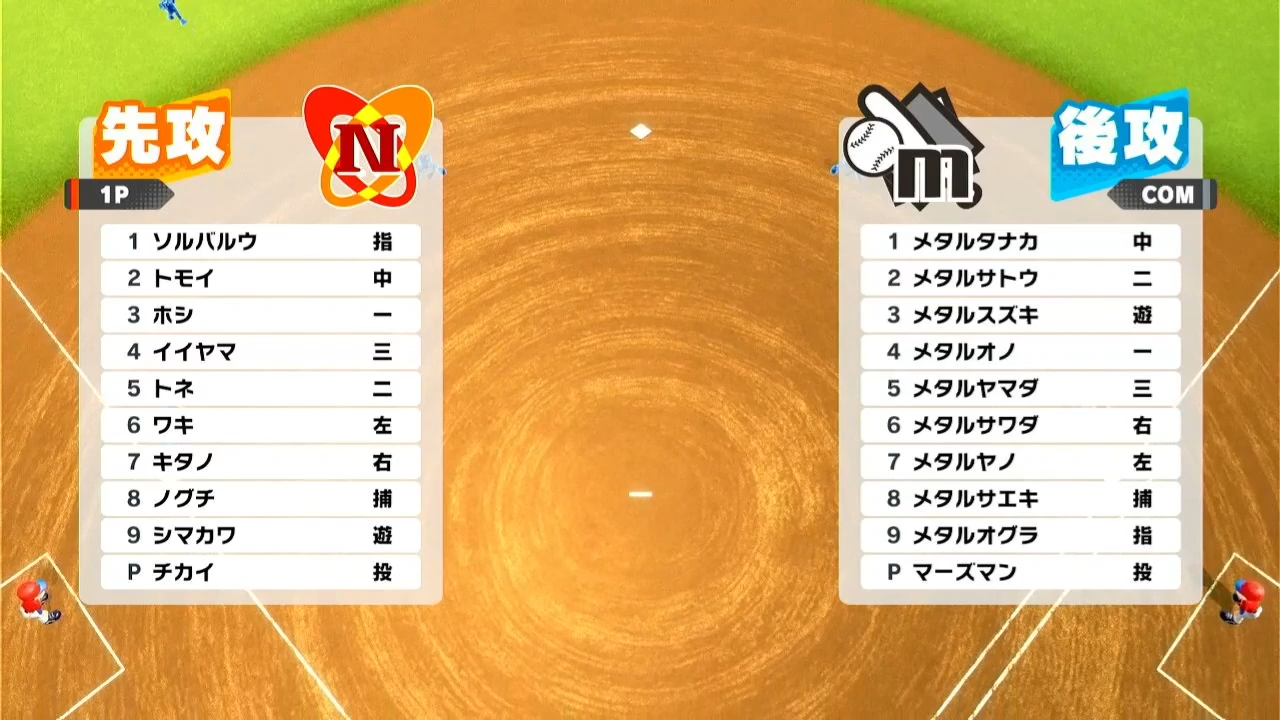 先攻
N
1P
1 ソルバルウ 指
2 トモイ 中
3 ホシ 一
4 イイヤマ 三
5 トネ 二
6 ワキ 左
7 キタノ 右
8 ノグチ 捕
9 シマカワ 遊
P チカイ 投
m
後攻
COM
1 メタルタナカ 中
2 メタルサトウ 二
3 メタルスズキ 遊
4 メタルオノ 一
5 メタルヤマダ 三
6 メタルサワダ 右
7 メタルヤノ 左
8 メタルサエキ 捕
9 メタルオグラ 指
P マーズマン 投